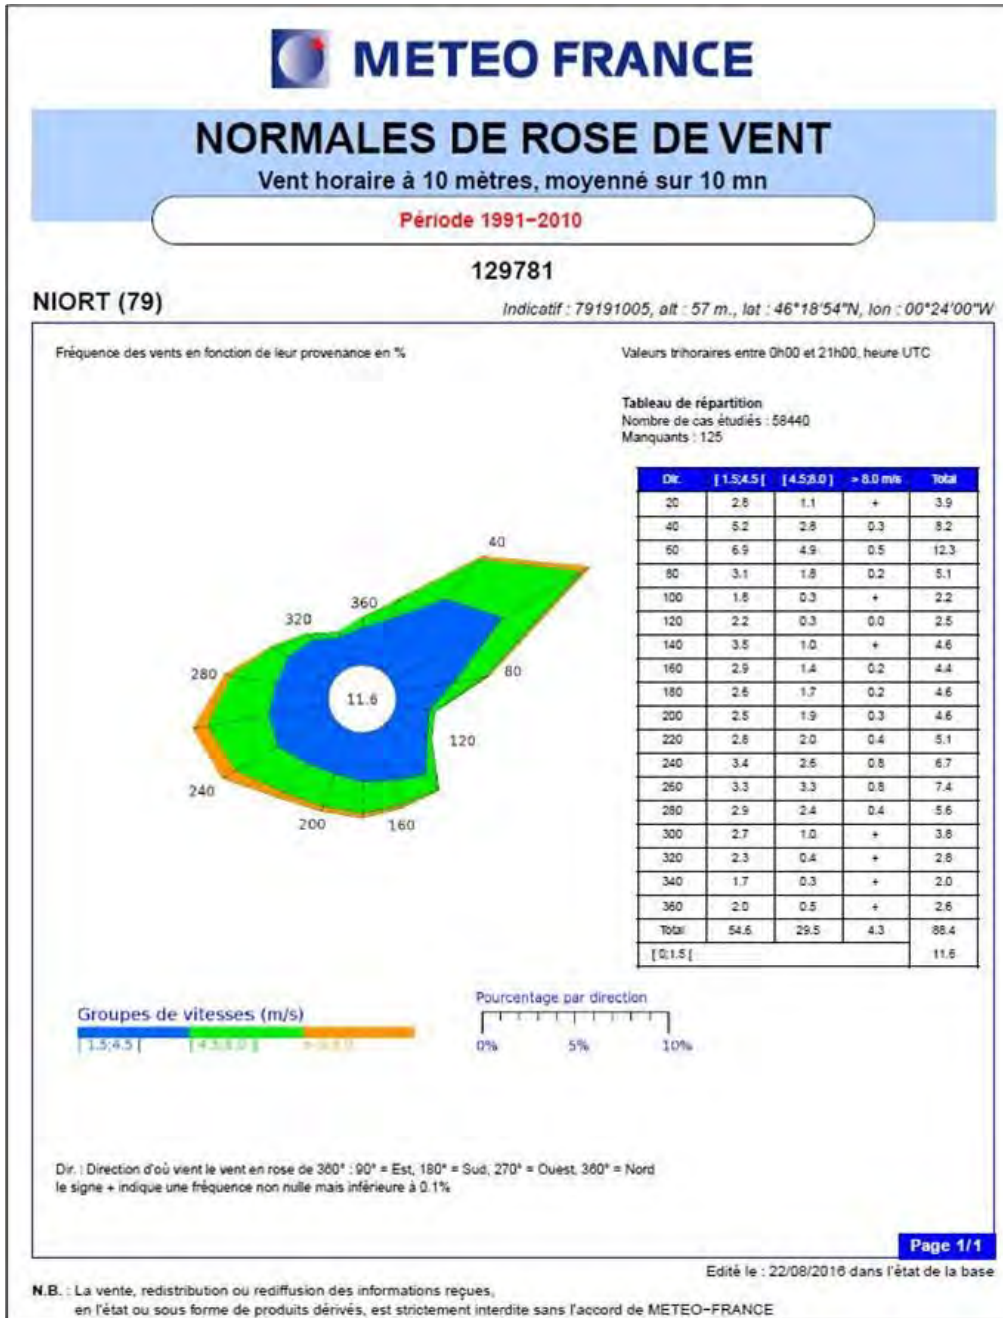 METEO FRANCE
NORMALES DE ROSE DE VENT
Vent horaire à 10 mètres, moyenné sur 10 mn
Période 1991−2010
129781
NIORT (79)
Indicatif : 79191005, alt : 57 m., lat : 46°18'54"N, lon : 00°24'00"W
Fréquence des vents en fonction de leur provenance en %
Valeurs trihoraires entre 0h00 et 21h00, heure UTC
Tableau de répartition
Nombre de cas étudiés : 58440
Manquants : 125
Dir. [ 1.5;4.5 [ [ 4.5;8.0 ] > 8.0 m/s Total
20 2.8 1.1 + 3.9
40 5.2 2.8 0.3 8.2
60 6.9 4.9 0.5 12.3
80 3.1 1.8 0.2 5.1
100 1.8 0.3 + 2.2
120 2.2 0.3 0.0 2.5
140 3.5 1.0 + 4.6
160 2.9 1.4 0.2 4.4
180 2.6 1.7 0.2 4.6
200 2.5 1.9 0.3 4.6
220 2.8 2.0 0.4 5.1
240 3.4 2.6 0.8 6.7
260 3.3 3.3 0.8 7.4
280 2.9 2.4 0.4 5.6
300 2.7 1.0 + 3.8
320 2.3 0.4 + 2.8
340 1.7 0.3 + 2.0
360 2.0 0.5 + 2.6
Total 54.6 29.5 4.3 88.4
[ 0;1.5 [ 11.6
40
360
320
280
80
11.6
120
240
200
160
Groupes de vitesses (m/s)
[ 1.5;4.5 [ [ 4.5;8.0 ]
Pourcentage par direction
0% 5% 10%
Dir. : Direction d'où vient le vent en rose de 360° : 90° = Est, 180° = Sud, 270° = Ouest, 360° = Nord
le signe + indique une fréquence non nulle mais inférieure à 0.1%
Page 1/1
Edité le : 22/08/2016 dans l'état de la base
N.B. : La vente, redistribution ou rediffusion des informations reçues,
en l'état ou sous forme de produits dérivés, est strictement interdite sans l'accord de METEO−FRANCE